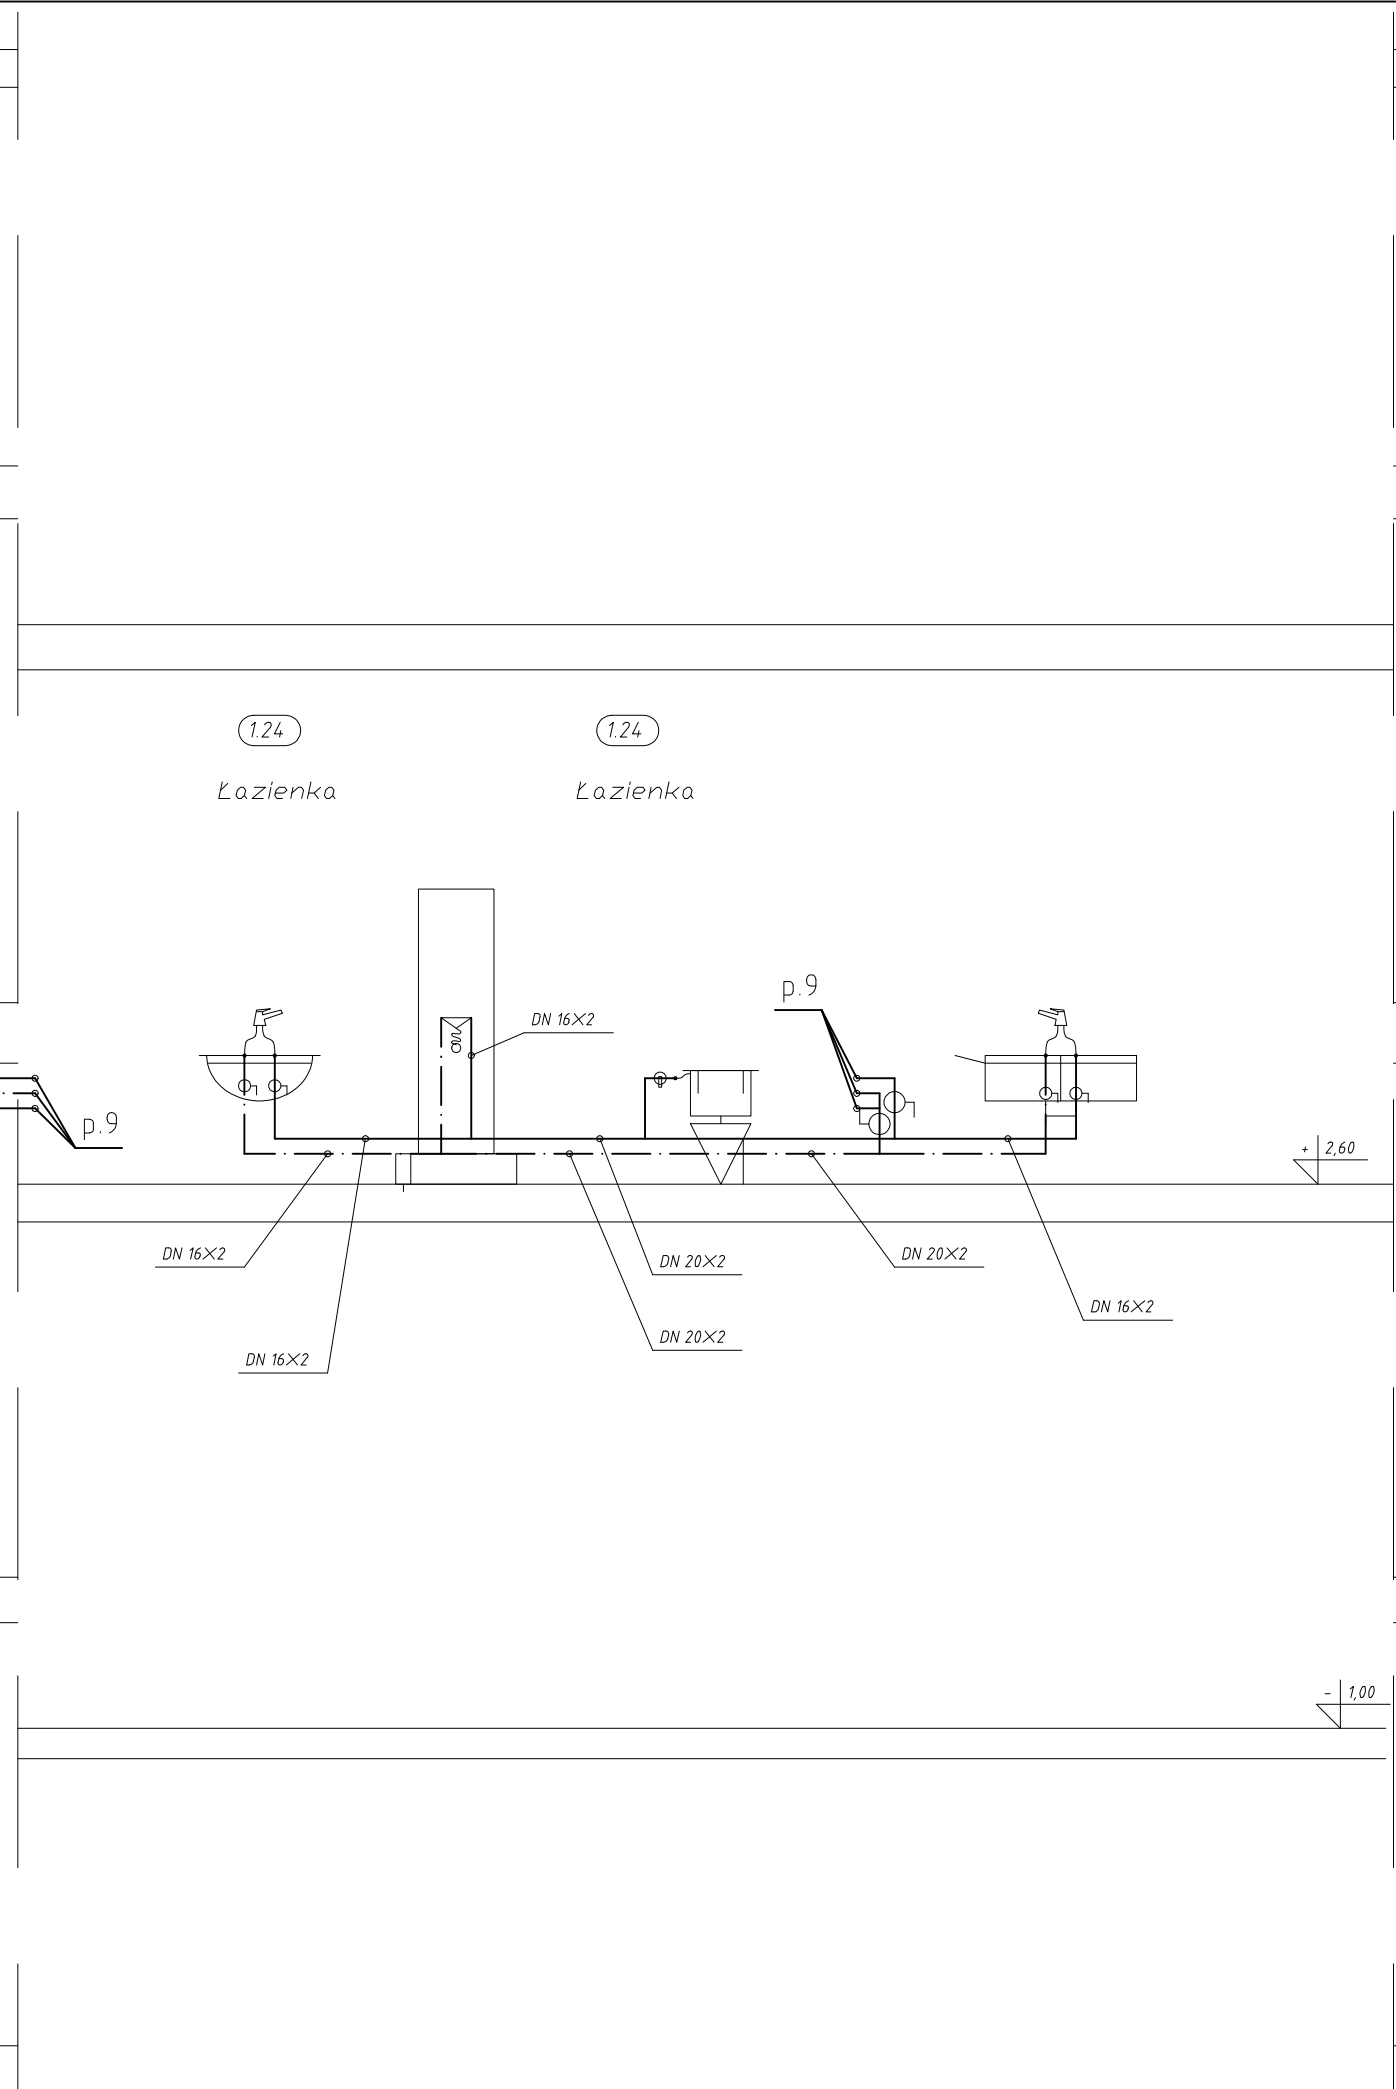 1.24
1.24
Łazienka
Łazienka
p.9
DN 16X2
p.9
+ 2,60
DN 16X2
DN 20X2
DN 20X2
DN 16X2
DN 20X2
DN 16X2
- 1,00